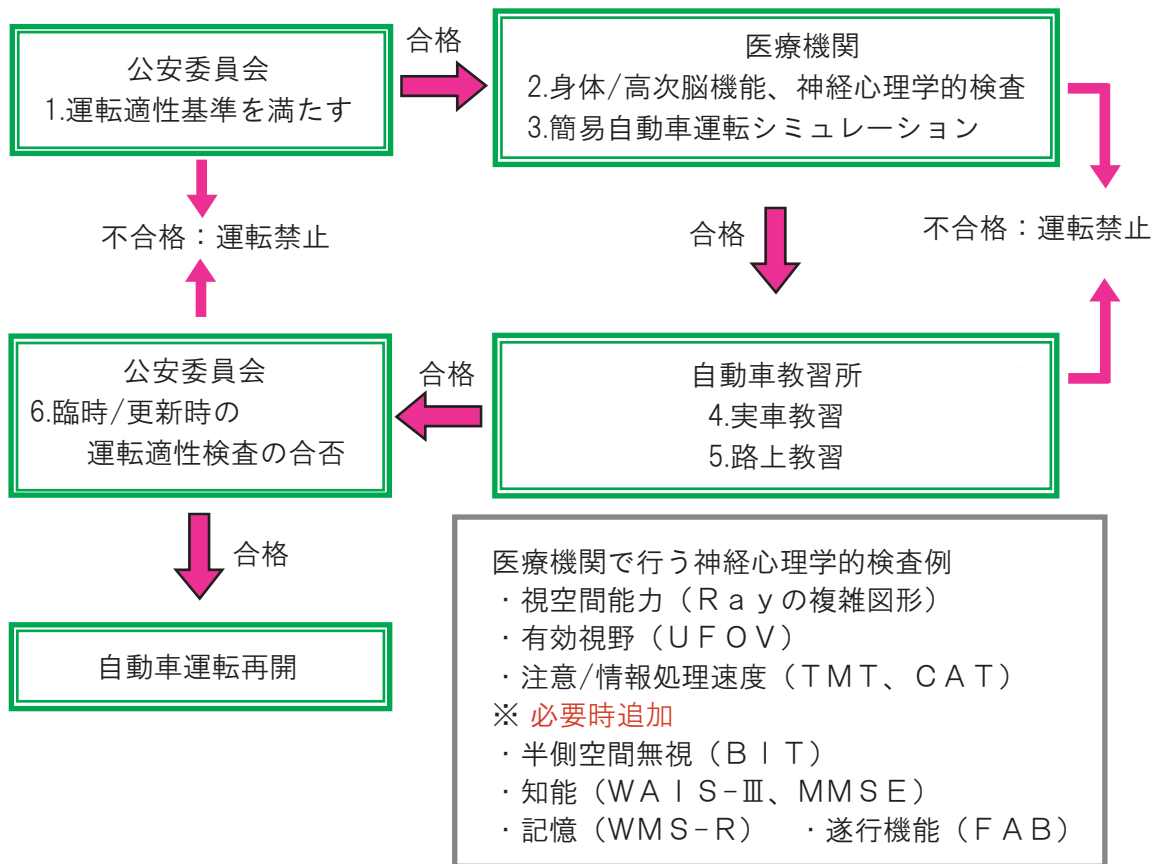 公安委員会
1.運転適性基準を満たす
合格
医療機関
2.身体/高次脳機能、神経心理学的検査
3.簡易自動車運転シミュレーション
不合格：運転禁止
合格
不合格：運転禁止
公安委員会
6.臨時/更新時の
運転適性検査の合否
合格
自動車教習所
4.実車教習
5.路上教習
合格
自動車運転再開
医療機関で行う神経心理学的検査例
・視空間能力（Ｒａｙの複雑図形）
・有効視野（ＵＦＯＶ）
・注意/情報処理速度（ＴＭＴ、ＣＡＴ）
※ 必要時追加
・半側空間無視（ＢＩＴ）
・知能（ＷＡＩＳ-Ⅲ、ＭＭＳＥ）
・記憶（ＷＭＳ-Ｒ）　・遂行機能（ＦＡＢ）